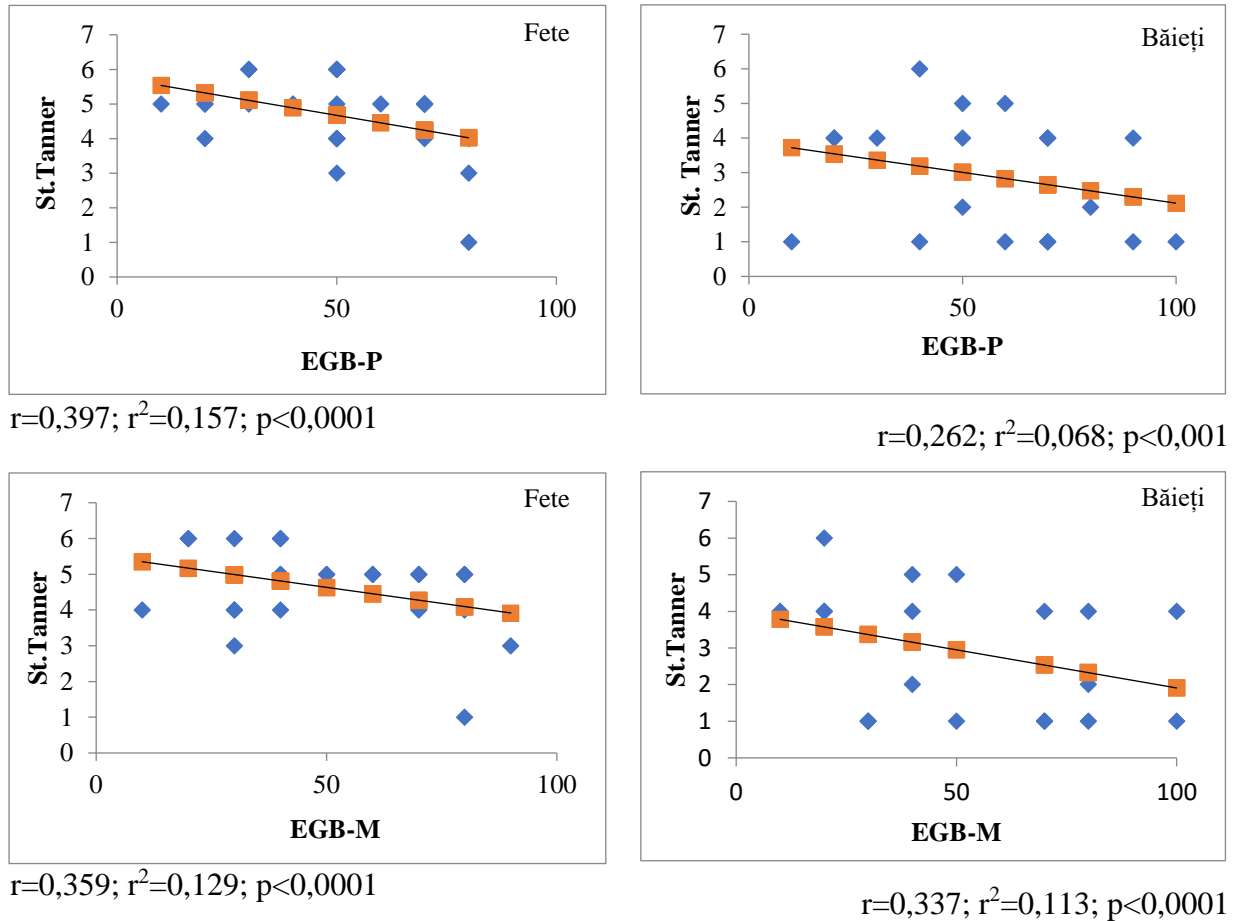 Fete
7
6
5
4
3
2
1
0
0 50 100
St.Tanner
EGB-P
r=0,397; r²=0,157; p<0,0001
Băieți
7
6
5
4
3
2
1
0
0 50 100
St. Tanner
EGB-P
r=0,262; r²=0,068; p<0,001
Fete
7
6
5
4
3
2
1
0
0 50 100
St.Tanner
EGB-M
r=0,359; r²=0,129; p<0,0001
Băieți
7
6
5
4
3
2
1
0
0 50 100
St.Tanner
EGB-M
r=0,337; r²=0,113; p<0,0001